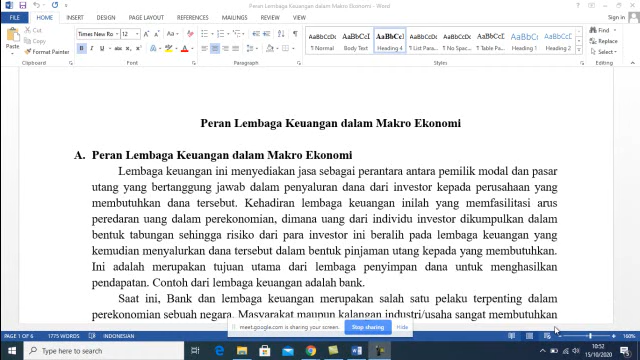 Peran Lembaga Keuangan dalam Makro Ekonomi - Word
FILE HOME INSERT DESIGN PAGE LAYOUT REFERENCES MAILINGS REVIEW VIEW
Paste Cut Copy Format Painter
Times New Ro 12
¶ Normal Body Text Heading 4 ¶ List Para... ¶ No Spac... ¶ Table Pa... Heading 1 Heading 2
Find Replace Select
Clipboard Font Paragraph Styles Editing
Peran Lembaga Keuangan dalam Makro Ekonomi
A. Peran Lembaga Keuangan dalam Makro Ekonomi
Lembaga keuangan ini menyediakan jasa sebagai perantara antara pemilik modal dan pasar
utang yang bertanggung jawab dalam penyaluran dana dari investor kepada perusahaan yang
membutuhkan dana tersebut. Kehadiran lembaga keuangan inilah yang memfasilitasi arus
peredaran uang dalam perekonomian, dimana uang dari individu investor dikumpulkan dalam
bentuk tabungan sehingga risiko dari para investor ini beralih pada lembaga keuangan yang
kemudian menyalurkan dana tersebut dalam bentuk pinjaman utang kepada yang membutuhkan.
Ini adalah merupakan tujuan utama dari lembaga penyimpan dana untuk menghasilkan
pendapatan. Contoh dari lembaga keuangan adalah bank.
Saat ini, Bank dan lembaga keuangan merupakan salah satu pelaku terpenting dalam
perekonomian sebuah negara. Masyarakat maupun kalangan industri/usaha sangat membutuhkan
meet.google.com is sharing your screen. Stop sharing Hide
PAGE 1 OF 6 1775 WORDS INDONESIAN 100%
Type here to search
10:52
15/10/2020